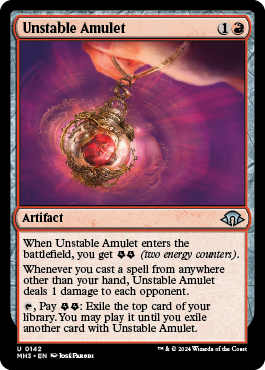 Unstable Amulet 1
Artifact
When Unstable Amulet enters the
battlefield, you get (two energy counters).
Whenever you cast a spell from anywhere
other than your hand, Unstable Amulet
deals 1 damage to each opponent.
, Pay : Exile the top card of your
library. You may play it until you exile
another card with Unstable Amulet.
U 0142
MH3 • EN José Parodi
™ & © 2024 Wizards of the Coast